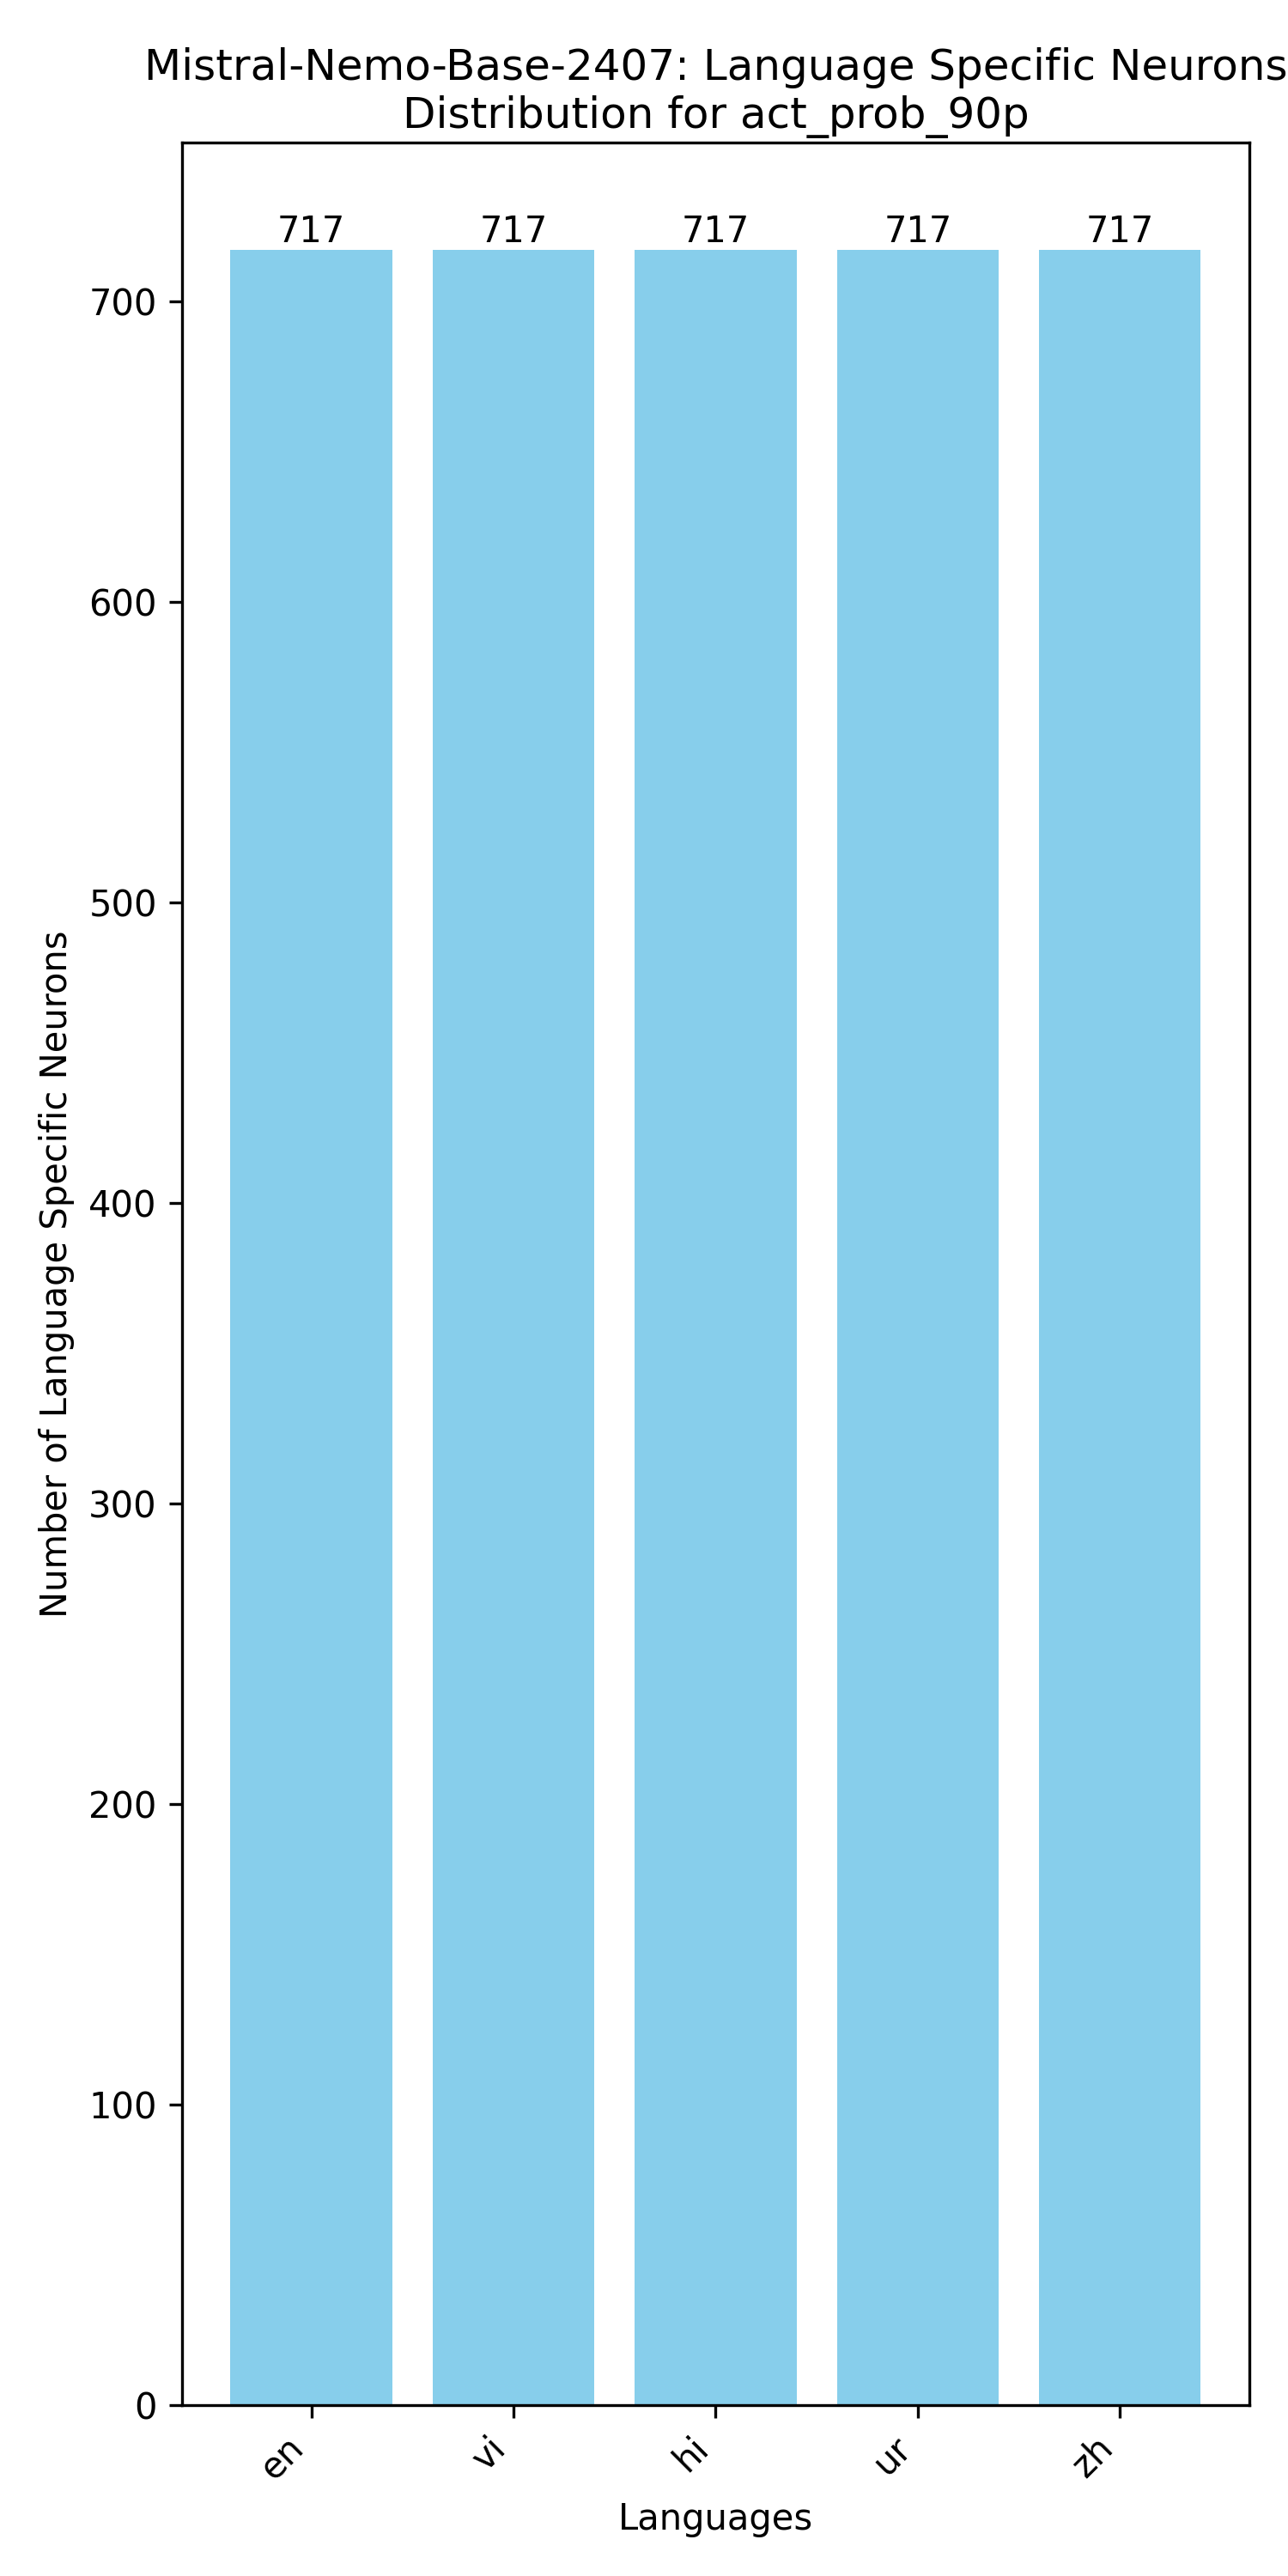 Mistral-Nemo-Base-2407: Language Specific Neurons
Distribution for act_prob_90p
717 717 717 717 717
700
600
500
400
300
200
100
0
Number of Language Specific Neurons
en vi hi ur zh
Languages